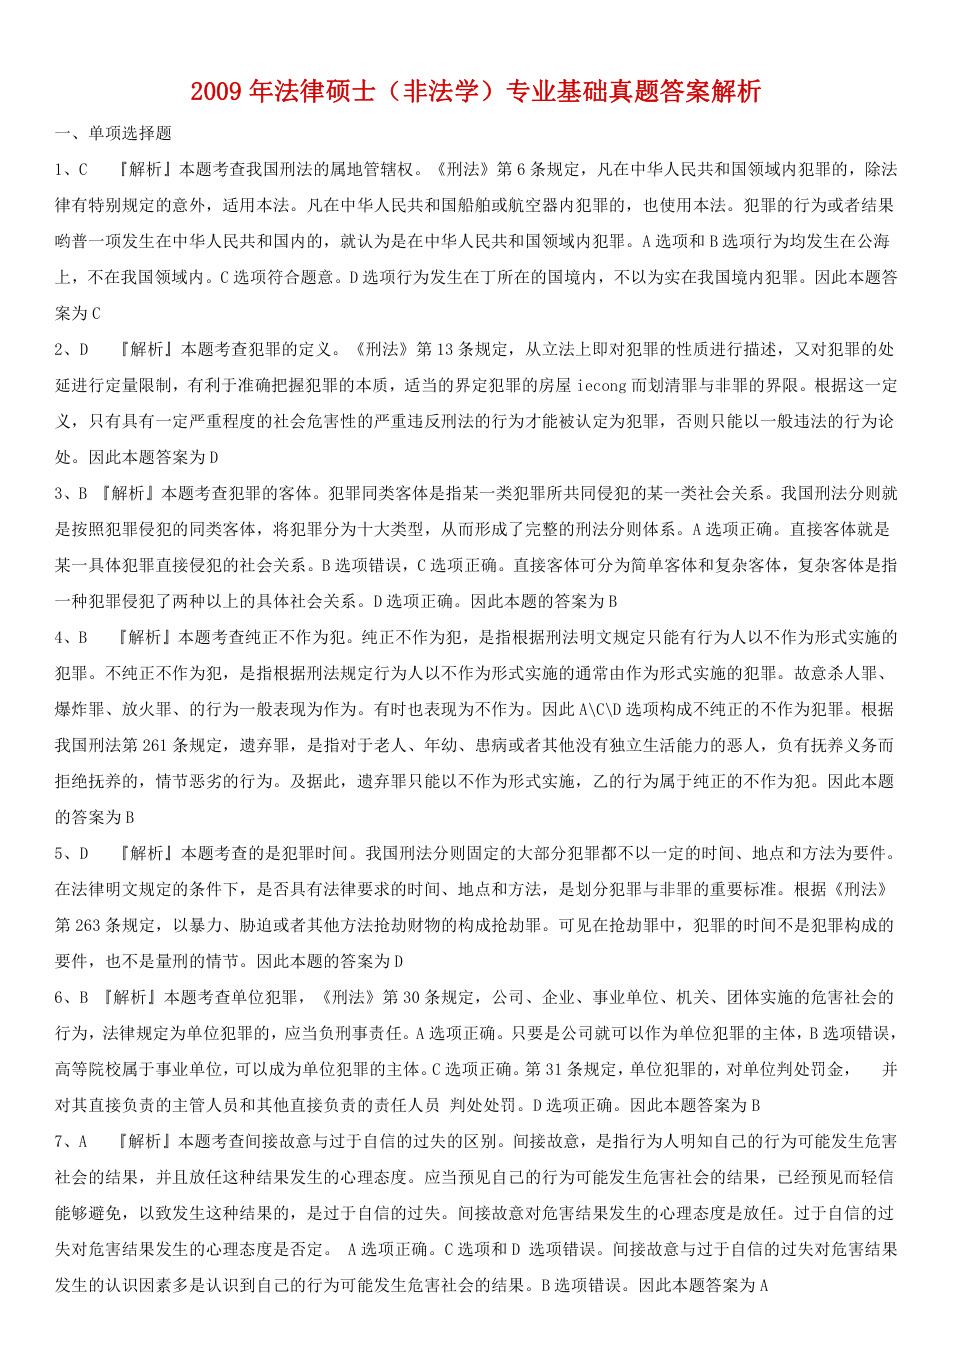 2009 年法律硕士（非法学）专业基础真题答案解析
一、单项选择题
1、C 『解析』本题考查我国刑法的属地管辖权。《刑法》第 6 条规定，凡在中华人民共和国领域内犯罪的，除法
律有特别规定的意外，适用本法。凡在中华人民共和国船舶或航空器内犯罪的，也使用本法。犯罪的行为或者结果
哟普一项发生在中华人民共和国内的，就认为是在中华人民共和国领域内犯罪。A 选项和 B 选项行为均发生在公海
上，不在我国领域内。C 选项符合题意。D 选项行为发生在丁所在的国境内，不以为实在我国境内犯罪。因此本题答
案为 C
2、D 『解析』本题考查犯罪的定义。《刑法》第 13 条规定，从立法上即对犯罪的性质进行描述，又对犯罪的处
延进行定量限制，有利于准确把握犯罪的本质，适当的界定犯罪的房屋 iecong 而划清罪与非罪的界限。根据这一定
义，只有具有一定严重程度的社会危害性的严重违反刑法的行为才能被认定为犯罪，否则只能以一般违法的行为论
处。因此本题答案为 D
3、B 『解析』本题考查犯罪的客体。犯罪同类客体是指某一类犯罪所共同侵犯的某一类社会关系。我国刑法分则就
是按照犯罪侵犯的同类客体，将犯罪分为十大类型，从而形成了完整的刑法分则体系。A 选项正确。直接客体就是
某一具体犯罪直接侵犯的社会关系。B 选项错误，C 选项正确。直接客体可分为简单客体和复杂客体，复杂客体是指
一种犯罪侵犯了两种以上的具体社会关系。D 选项正确。因此本题的答案为 B
4、B 『解析』本题考查纯正不作为犯。纯正不作为犯，是指根据刑法明文规定只能有行为人以不作为形式实施的
犯罪。不纯正不作为犯，是指根据刑法规定行为人以不作为形式实施的通常由作为形式实施的犯罪。故意杀人罪、
爆炸罪、放火罪、的行为一般表现为作为。有时也表现为不作为。因此 A\C\D 选项构成不纯正的不作为犯罪。根据
我国刑法第 261 条规定，遗弃罪，是指对于老人、年幼、患病或者其他没有独立生活能力的恶人，负有抚养义务而
拒绝抚养的，情节恶劣的行为。及据此，遗弃罪只能以不作为形式实施，乙的行为属于纯正的不作为犯。因此本题
的答案为 B
5、D 『解析』本题考查的是犯罪时间。我国刑法分则固定的大部分犯罪都不以一定的时间、地点和方法为要件。
在法律明文规定的条件下，是否具有法律要求的时间、地点和方法，是划分犯罪与非罪的重要标准。根据《刑法》
第 263 条规定，以暴力、胁迫或者其他方法抢劫财物的构成抢劫罪。可见在抢劫罪中，犯罪的时间不是犯罪构成的
要件，也不是量刑的情节。因此本题的答案为 D
6、B 『解析』本题考查单位犯罪，《刑法》第 30 条规定，公司、企业、事业单位、机关、团体实施的危害社会的
行为，法律规定为单位犯罪的，应当负刑事责任。A 选项正确。只要是公司就可以作为单位犯罪的主体，B 选项错误，
高等院校属于事业单位，可以成为单位犯罪的主体。C 选项正确。第 31 条规定，单位犯罪的，对单位判处罚金， 并
对其直接负责的主管人员和其他直接负责的责任人员 判处处罚。D 选项正确。因此本题答案为 B
7、A 『解析』本题考查间接故意与过于自信的过失的区别。间接故意，是指行为人明知自己的行为可能发生危害
社会的结果，并且放任这种结果发生的心理态度。应当预见自己的行为可能发生危害社会的结果，已经预见而轻信
能够避免，以致发生这种结果的，是过于自信的过失。间接故意对危害结果发生的心理态度是放任。过于自信的过
失对危害结果发生的心理态度是否定。 A 选项正确。C 选项和 D 选项错误。间接故意与过于自信的过失对危害结果
发生的认识因素多是认识到自己的行为可能发生危害社会的结果。B 选项错误。因此本题答案为 A